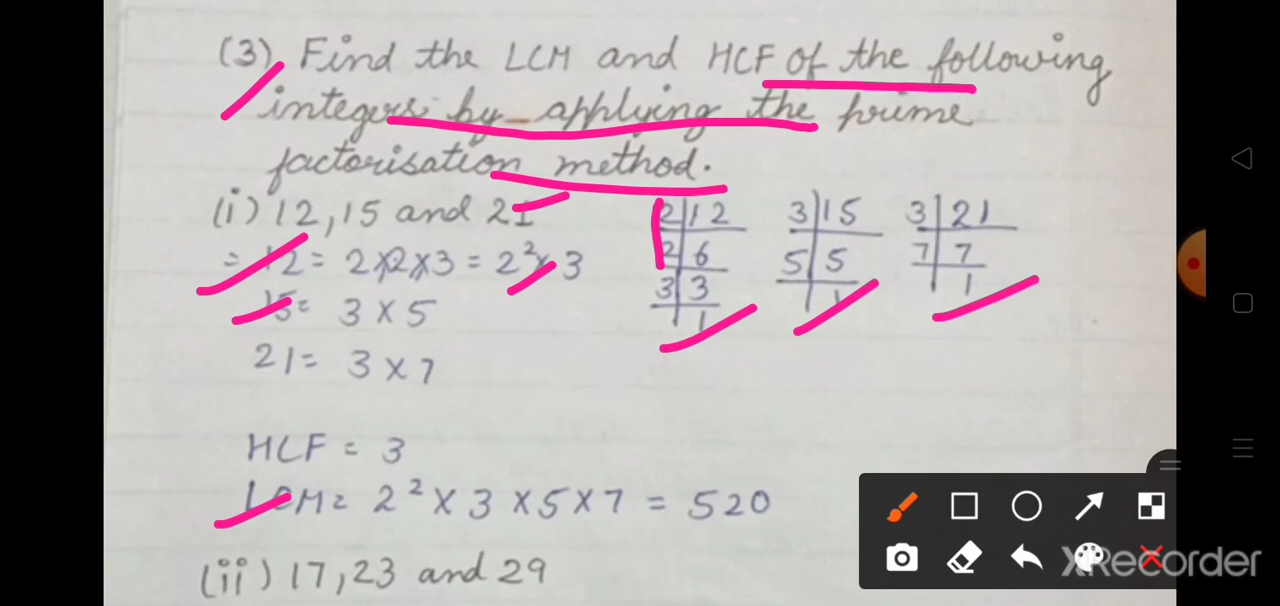 (3) Find the LCM and HCF of the following
integers by applying the prime
factorisation method.
(i) 12, 15 and 21
= 12 = 2 x 2 x 3 = 2² x 3
15 = 3 x 5
21 = 3 x 7
2 | 12
2 | 6
3 | 3
1
3 | 15
5 | 5
1
3 | 21
7 | 7
1
HCF = 3
LCM = 2² x 3 x 5 x 7 = 520
(ii) 17, 23 and 29
XRecorder